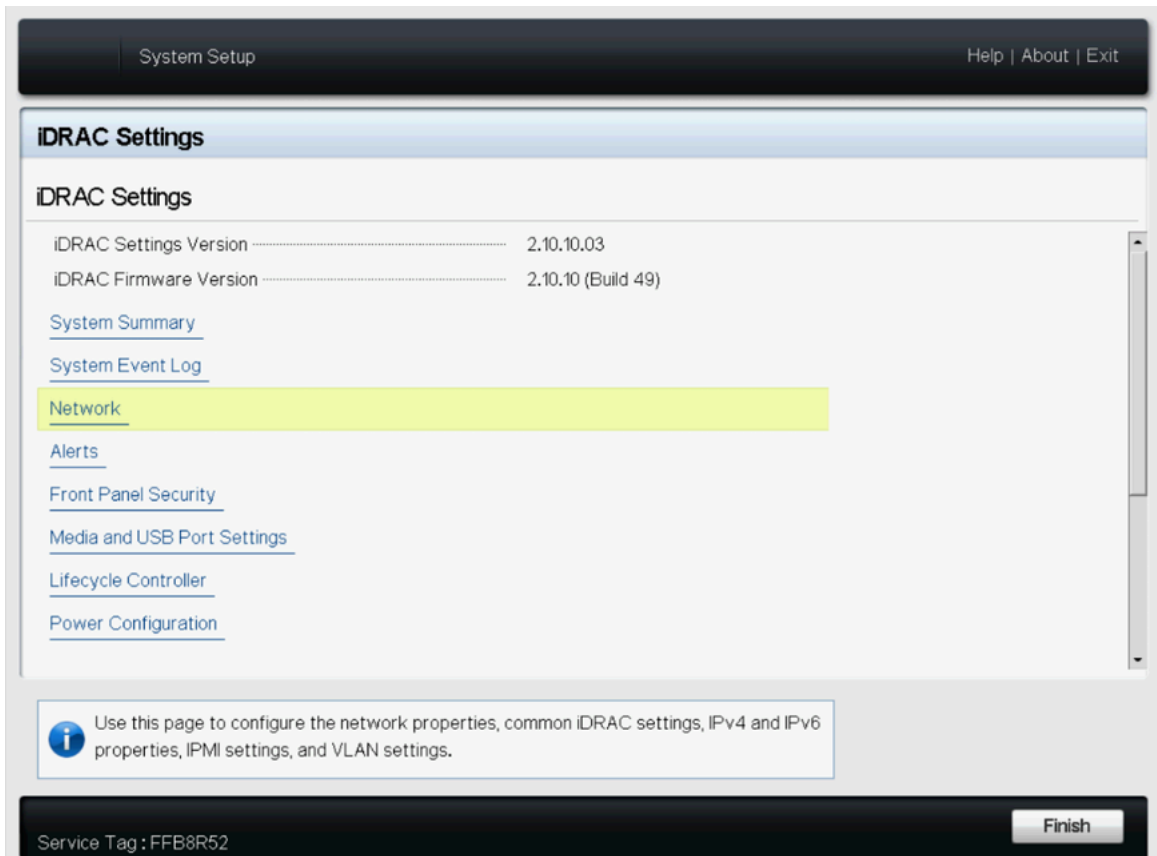 System Setup
Help | About | Exit
iDRAC Settings
iDRAC Settings
iDRAC Settings Version 2.10.10.03
iDRAC Firmware Version 2.10.10 (Build 49)
System Summary
System Event Log
Network
Alerts
Front Panel Security
Media and USB Port Settings
Lifecycle Controller
Power Configuration
Use this page to configure the network properties, common iDRAC settings, IPv4 and IPv6
properties, IPMI settings, and VLAN settings.
Service Tag : FFB8R52
Finish